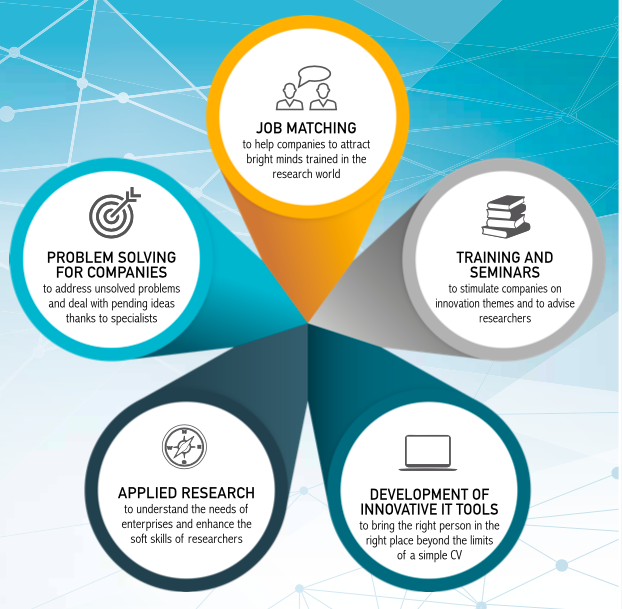 JOB MATCHING
to help companies to attract
bright minds trained in the
research world
PROBLEM SOLVING
FOR COMPANIES
to address unsolved problems
and deal with pending ideas
thanks to specialists
TRAINING AND
SEMINARS
to stimulate companies on
innovation themes and to advise
researchers
APPLIED RESEARCH
to understand the needs of
enterprises and enhance the
soft skills of researchers
DEVELOPMENT OF
INNOVATIVE IT TOOLS
to bring the right person in the
right place beyond the limits
of a simple CV